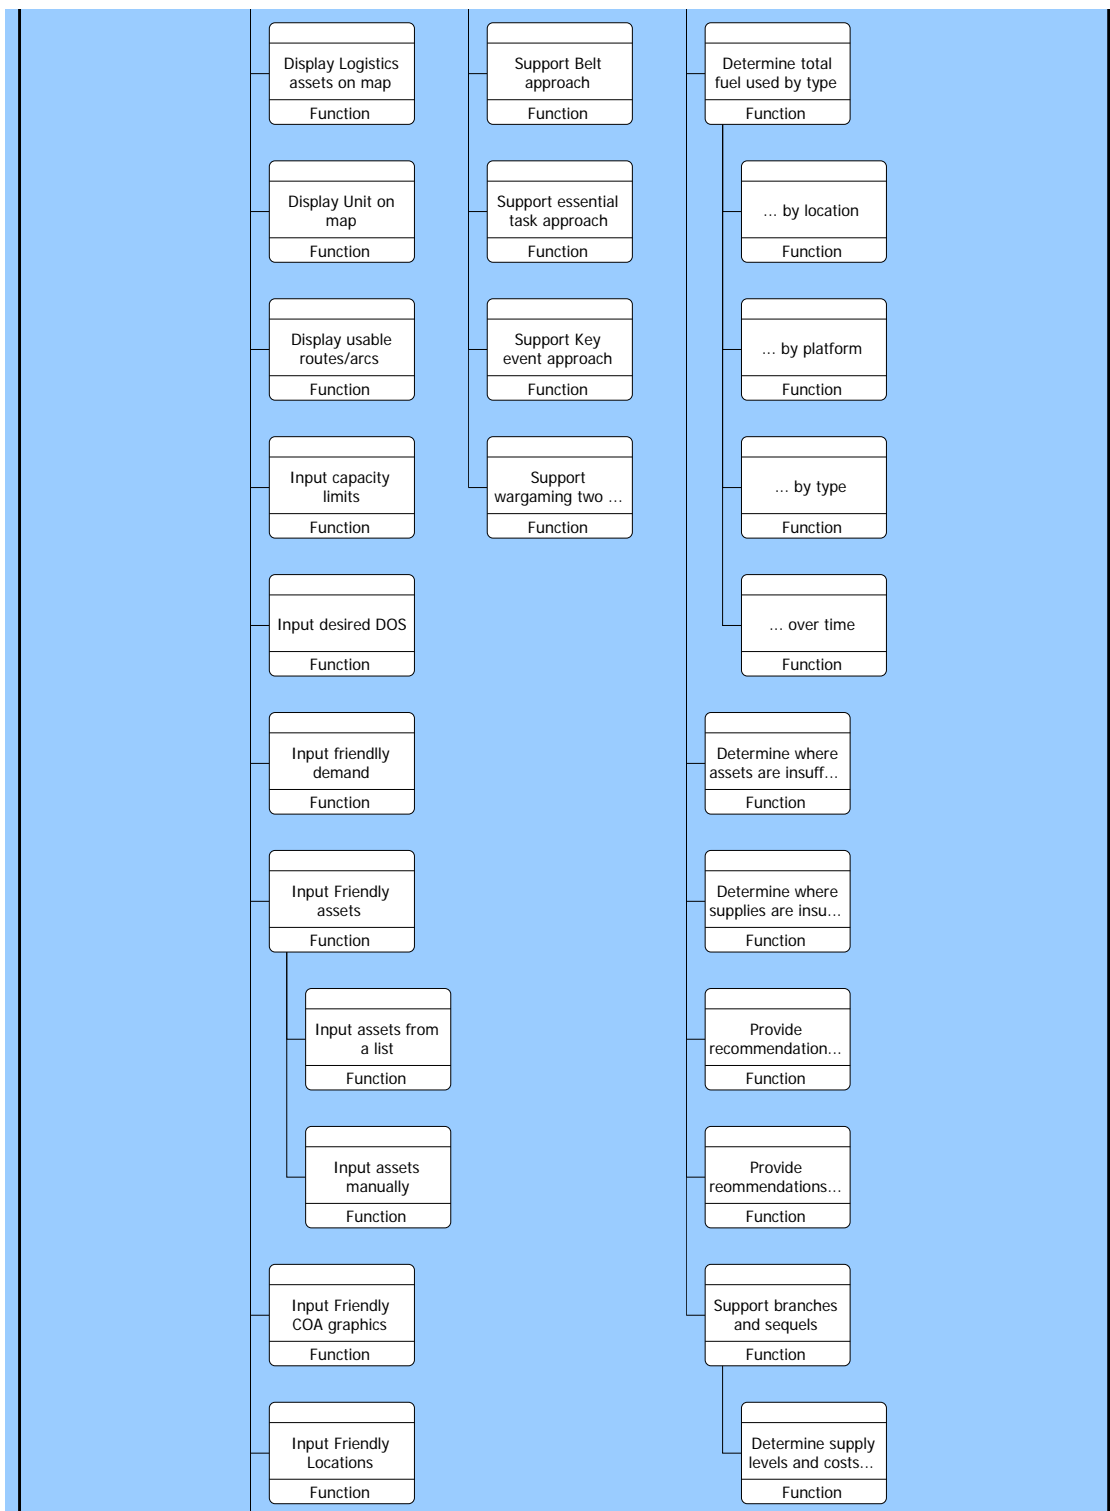 Display Logistics
assets on map
Function
Display Unit on
map
Function
Display usable
routes/arcs
Function
Input capacity
limits
Function
Input desired DOS
Function
Input friendlly
demand
Function
Input Friendly
assets
Function
Input assets from
a list
Function
Input assets
manually
Function
Input Friendly
COA graphics
Function
Input Friendly
Locations
Function
Support Belt
approach
Function
Support essential
task approach
Function
Support Key
event approach
Function
Support
wargaming two ...
Function
Determine total
fuel used by type
Function
... by location
Function
... by platform
Function
... by type
Function
... over time
Function
Determine where
assets are insuff...
Function
Determine where
supplies are insu...
Function
Provide
recommendation...
Function
Provide
reommendations...
Function
Support branches
and sequels
Function
Determine supply
levels and costs...
Function